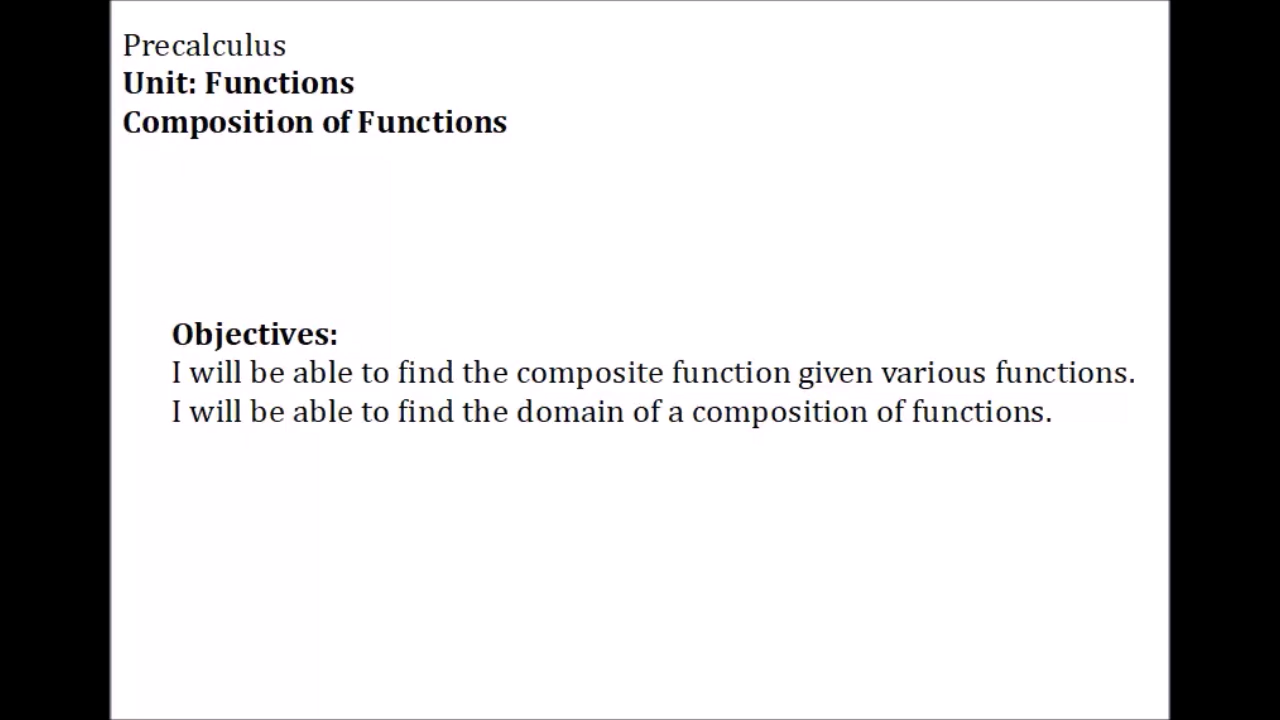 Precalculus
Unit: Functions
Composition of Functions
Objectives:
I will be able to find the composite function given various functions.
I will be able to find the domain of a composition of functions.